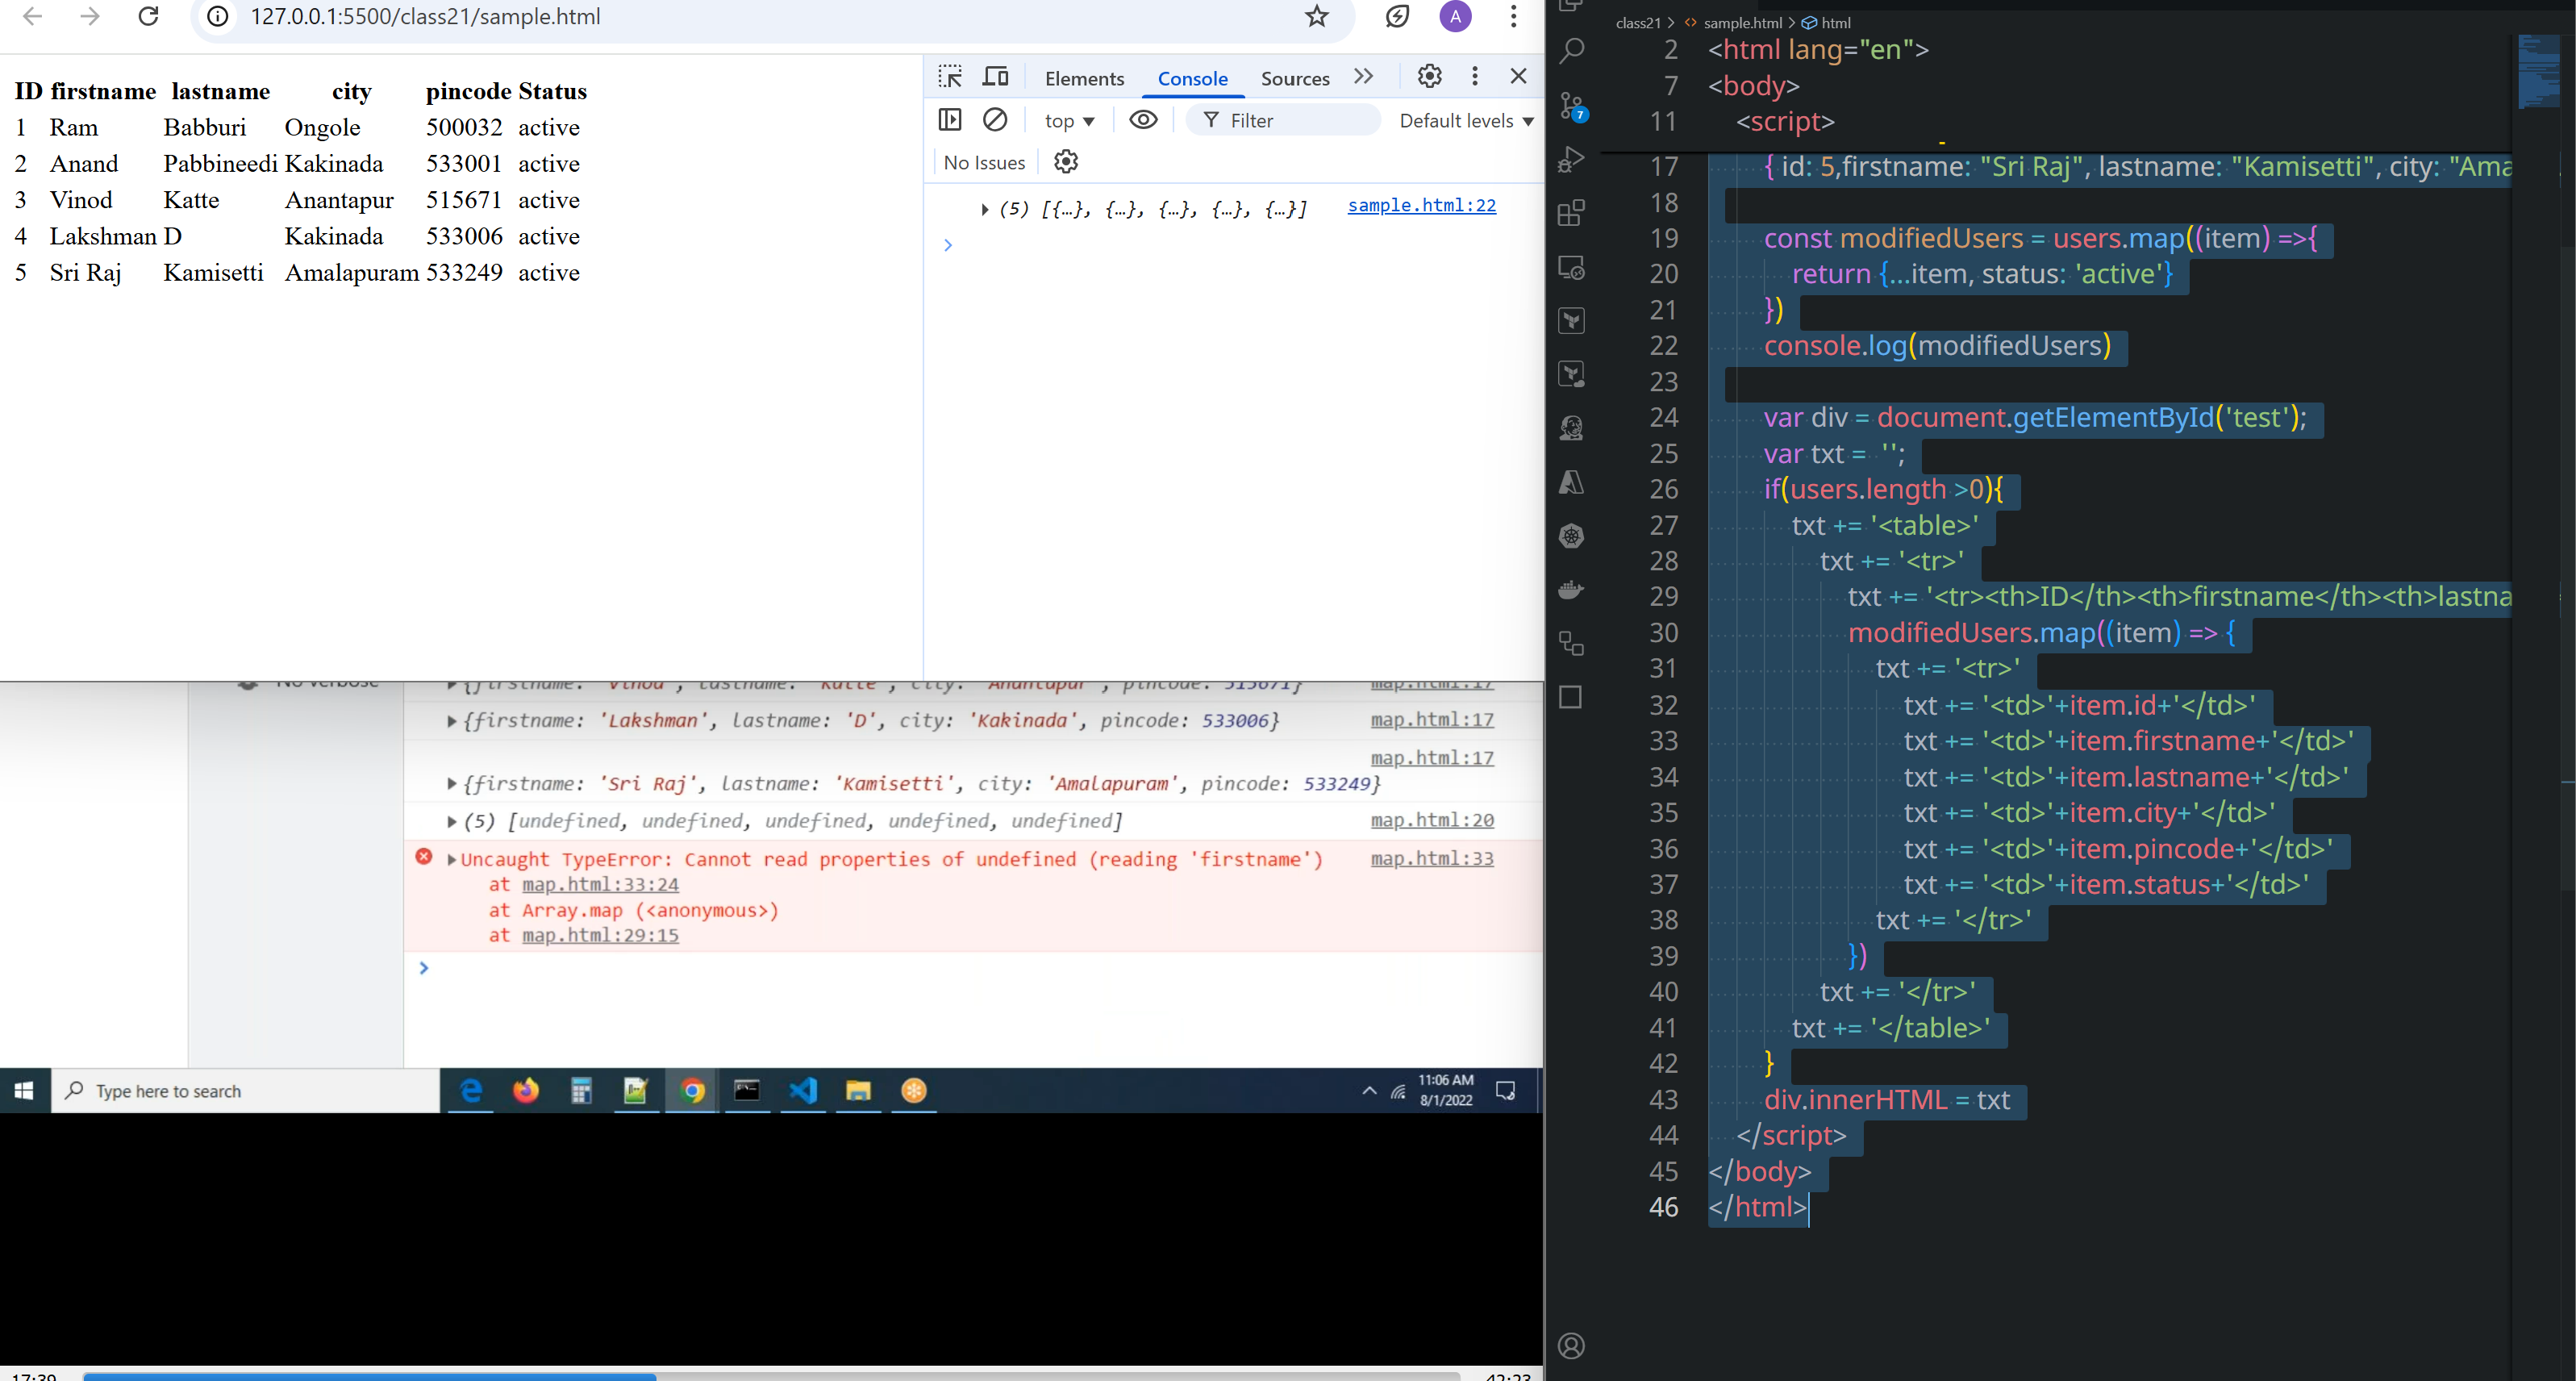 127.0.0.1:5500/class21/sample.html
A
ID firstname lastname city pincode Status
1 Ram Babburi Ongole 500032 active
2 Anand Pabbineedi Kakinada 533001 active
3 Vinod Katte Anantapur 515671 active
4 Lakshman D Kakinada 533006 active
5 Sri Raj Kamisetti Amalapuram 533249 active
Elements Console Sources
top Filter Default levels
No Issues
(5) [{…}, {…}, {…}, {…}, {…}] sample.html:22
{firstname: 'Vinod', lastname: 'Katte', city: 'Anantapur', pincode: 515671} map.html:17
No verbose
{firstname: 'Lakshman', lastname: 'D', city: 'Kakinada', pincode: 533006} map.html:17
map.html:17
{firstname: 'Sri Raj', lastname: 'Kamisetti', city: 'Amalapuram', pincode: 533249}
(5) [undefined, undefined, undefined, undefined, undefined] map.html:20
Uncaught TypeError: Cannot read properties of undefined (reading 'firstname') map.html:33
at map.html:33:24
at Array.map (<anonymous>)
at map.html:29:15
Type here to search
11:06 AM
8/1/2022
17:39 42:23
class21 > sample.html > html
7
2 <html lang="en">
7 <body>
11 <script>
17 { id: 5,firstname: "Sri Raj", lastname: "Kamisetti", city: "Ama
18
19 const modifiedUsers = users.map((item) =>{
20 return {...item, status: 'active'}
21 })
22 console.log(modifiedUsers)
23
24 var div = document.getElementById('test');
25 var txt = '';
26 if(users.length >0){
27 txt += '<table>'
28 txt += '<tr>'
29 txt += '<tr><th>ID</th><th>firstname</th><th>lastna
30 modifiedUsers.map((item) => {
31 txt += '<tr>'
32 txt += '<td>'+item.id+'</td>'
33 txt += '<td>'+item.firstname+'</td>'
34 txt += '<td>'+item.lastname+'</td>'
35 txt += '<td>'+item.city+'</td>'
36 txt += '<td>'+item.pincode+'</td>'
37 txt += '<td>'+item.status+'</td>'
38 txt += '</tr>'
39 })
40 txt += '</tr>'
41 txt += '</table>'
42 }
43 div.innerHTML = txt
44 </script>
45 </body>
46 </html>